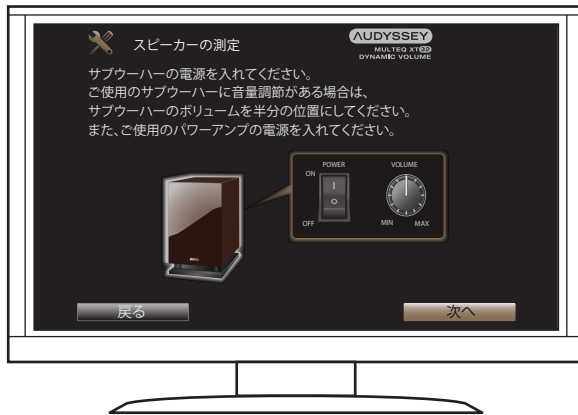 スピーカーの測定
AUDYSSEY
MULTEQ XT32
DYNAMIC VOLUME
サブウーハーの電源を入れてください。
ご使用のサブウーハーに音量調節がある場合は、
サブウーハーのボリュームを半分の位置にしてください。
また、ご使用のパワーアンプの電源を入れてください。
POWER
VOLUME
ON
OFF
MIN
MAX
戻る
次へ